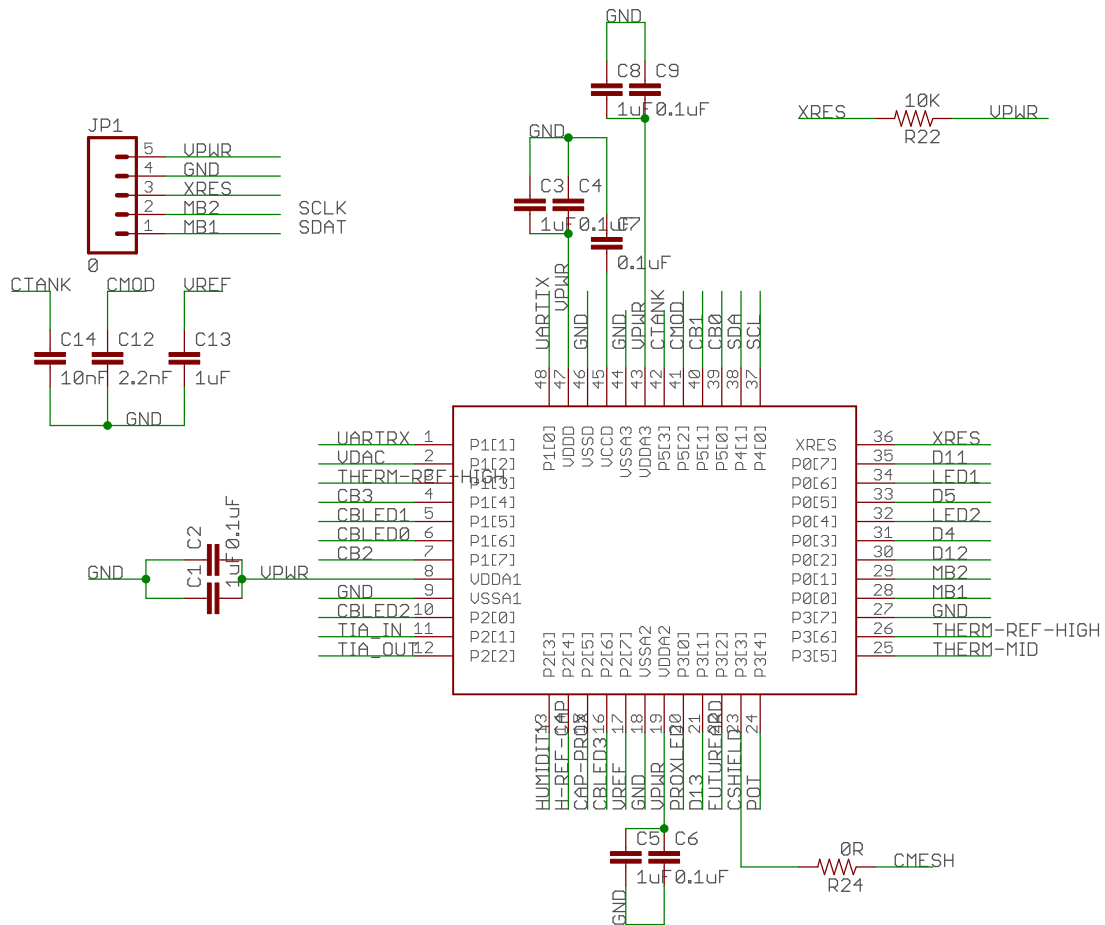 GND
C8 C9
1uF 0.1uF
10K
XRES VPWR
R22
JP1
5 VPWR
4 GND
3 XRES
2 MB2 SCLK
1 MB1 SDAT
0
GND
C3 C4
1uF 0.1uF C7
0.1uF
CTANK CMOD VREF
C14 C12 C13
10nF 2.2nF 1uF
GND
VPWR
GND
GND
VPWR
CTANK
CMOD
CB1
CB0
SDA
SCL
48 47 46 45 44 43 42 41 40 39 38 37
P1[0] VDDD VSSD VCCD VSSA3 VDDA3 P5[3] P5[2] P5[1] P5[0] P4[1] P4[0]
UARTRX 1 P1[1]
VDAC 2 P1[2]
THERM-REF-HIGH 3 P1[3]
CB3 4 P1[4]
CBLED1 5 P1[5]
CBLED0 6 P1[6]
CB2 7 P1[7]
VPWR 8 VDDA1
GND 9 VSSA1
CBLED2 10 P2[0]
TIA_IN 11 P2[1]
TIA_OUT 12 P2[2]
GND
C2 0.1uF
C1 1uF
XRES 36 XRES
P0[7] 35 D11
P0[6] 34 LED1
P0[5] 33 D5
P0[4] 32 LED2
P0[3] 31 D4
P0[2] 30 D12
P0[1] 29 MB2
P0[0] 28 MB1
P3[7] 27 GND
P3[6] 26 THERM-REF-HIGH
P3[5] 25 THERM-MID
P2[3] P2[4] P2[5] P2[6] P2[7] VSSA2 VDDA2 P3[0] P3[1] P3[2] P3[3] P3[4]
13 16 17 18 19 20 21 23 24
HUMIDITY
H-REF-CAP
CAP-PROX
CBLED3
VREF
GND
VPWR
PROXLED
D13
CSHIELD
POT
C5 C6
1uF 0.1uF
GND
0R
CMESH
R24